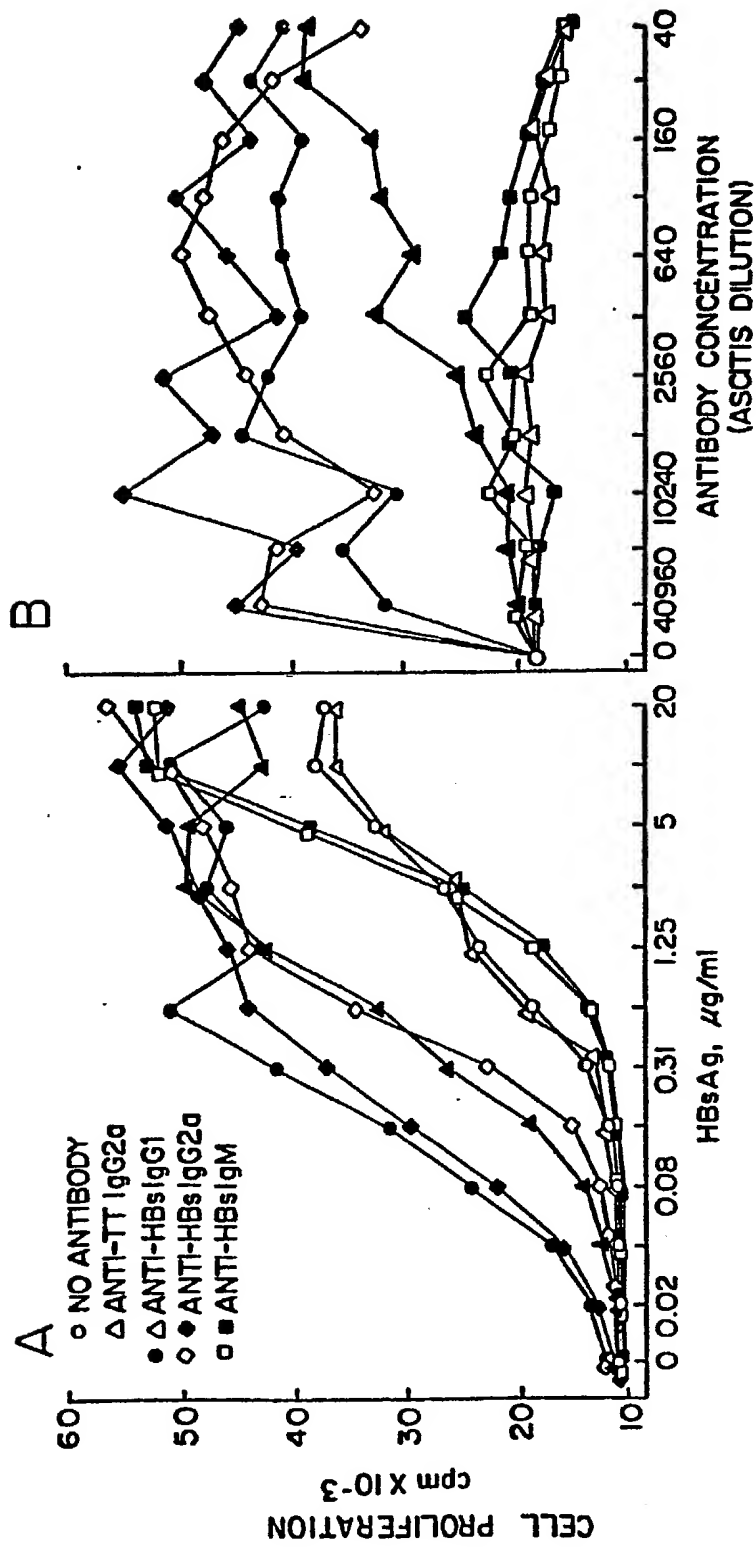 A
B
○ NO ANTIBODY
△ ANTI-TT IgG2a
● △ ANTI-HBs IgG1
◇ ◆ ANTI-HBs IgG2a
□ ■ ANTI-HBs IgM
CELL PROLIFERATION
cpm X 10⁻³
60
50
40
30
20
10
0 0.02 0.08 0.31 1.25 5 20
HBsAg, µg/ml
0 40960 10240 2560 640 160 40
ANTIBODY CONCENTRATION
(ASCITIS DILUTION)